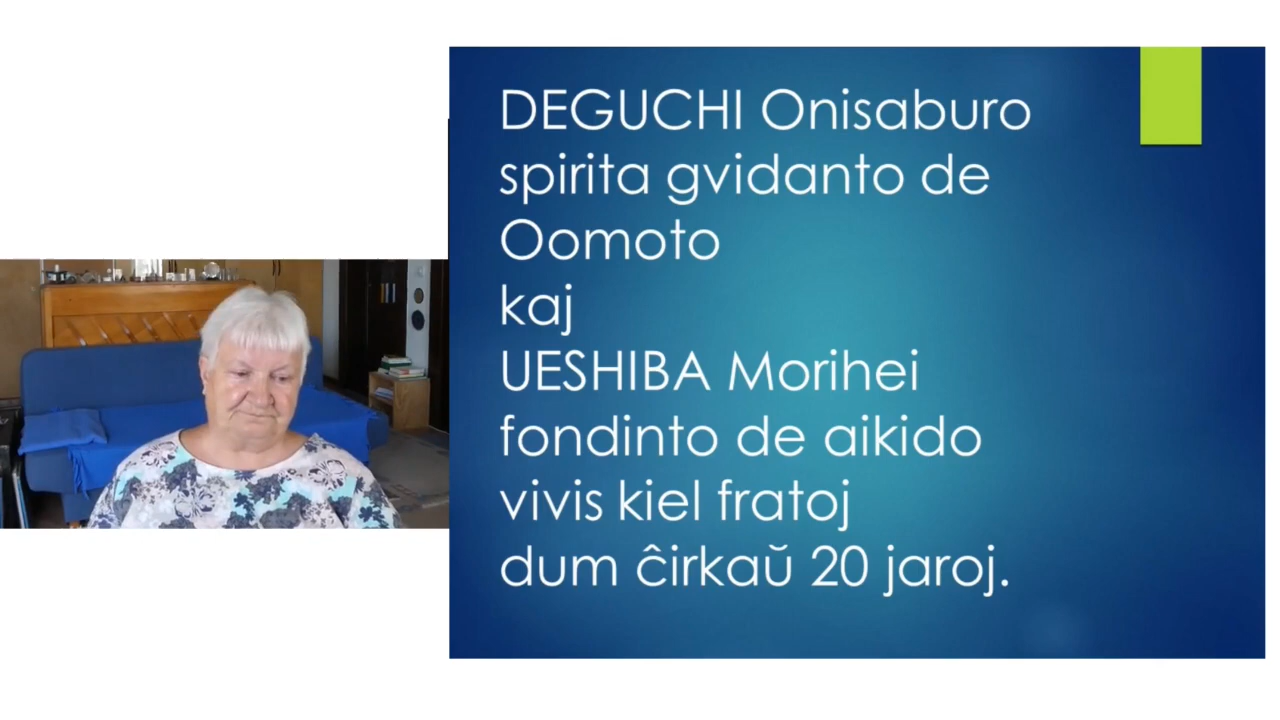 DEGUCHI Onisaburo
spirita gvidanto de
Oomoto
kaj
UESHIBA Morihei
fondinto de aikido
vivis kiel fratoj
dum ĉirkaŭ 20 jaroj.